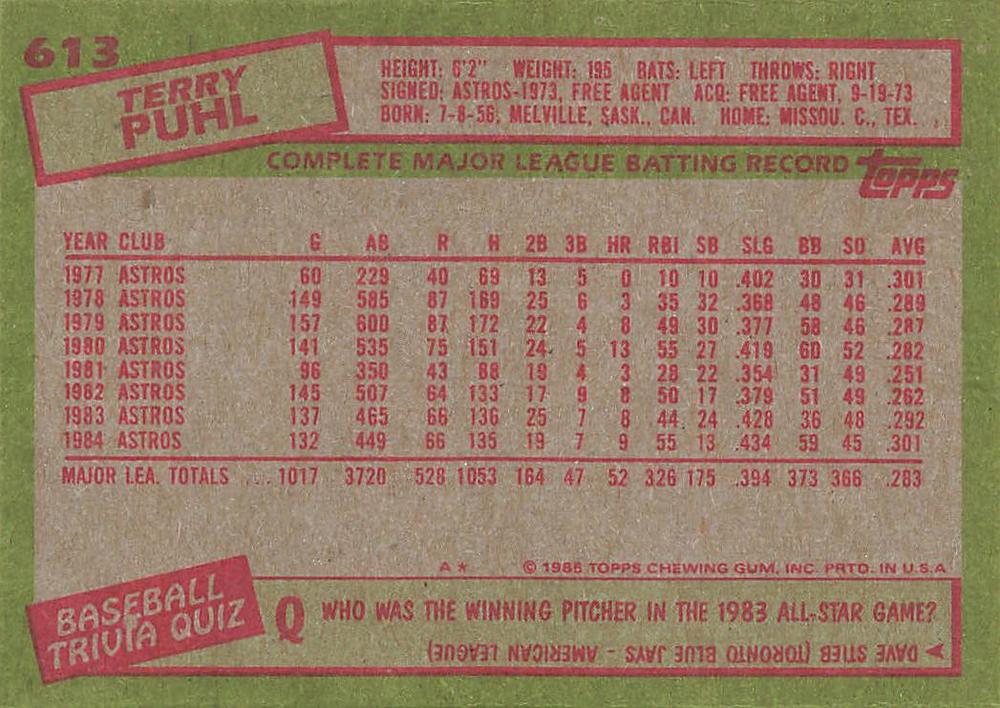 613
TERRY
PUHL
HEIGHT: 6'2" WEIGHT: 195 BATS: LEFT THROWS: RIGHT
SIGNED: ASTROS-1973, FREE AGENT ACQ: FREE AGENT, 9-19-73
BORN: 7-8-56, MELVILLE, SASK., CAN. HOME: MISSOU. C., TEX.
COMPLETE MAJOR LEAGUE BATTING RECORD
topps
YEAR CLUB G AB R H 2B 3B HR RBI SB SLG BB SO AVG
1977 ASTROS 60 229 40 69 13 5 0 10 10 .402 30 31 .301
1978 ASTROS 149 585 87 169 25 6 3 35 32 .368 48 46 .289
1979 ASTROS 157 600 87 172 22 4 8 49 30 .377 58 46 .287
1980 ASTROS 141 535 75 151 24 5 13 55 27 .419 60 52 .282
1981 ASTROS 96 350 43 88 19 4 3 28 22 .354 31 49 .251
1982 ASTROS 145 507 64 133 17 9 8 50 17 .379 51 49 .262
1983 ASTROS 137 465 66 136 25 7 8 44 24 .428 36 48 .292
1984 ASTROS 132 449 66 135 19 7 9 55 13 .434 59 45 .301
MAJOR LEA. TOTALS ... 1017 3720 528 1053 164 47 52 326 175 .394 373 366 .283
A* © 1985 TOPPS CHEWING GUM, INC. PRTD. IN U.S.A
BASEBALL
TRIVIA QUIZ
Q WHO WAS THE WINNING PITCHER IN THE 1983 ALL-STAR GAME?
DAVE STIEB (TORONTO BLUE JAYS - AMERICAN LEAGUE)